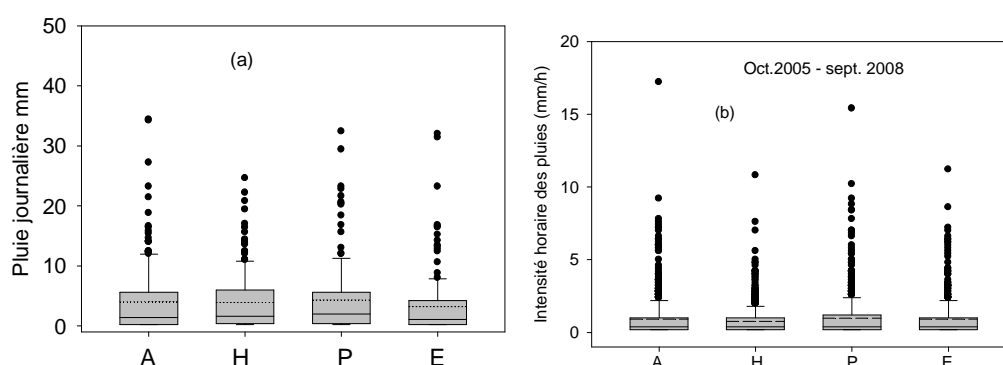 50
(a)
40
30
20
10
0
Pluie journalière mm
A H P E
20
Oct.2005 - sept. 2008
15
(b)
10
5
0
Intensité horaire des pluies (mm/h)
A H P E